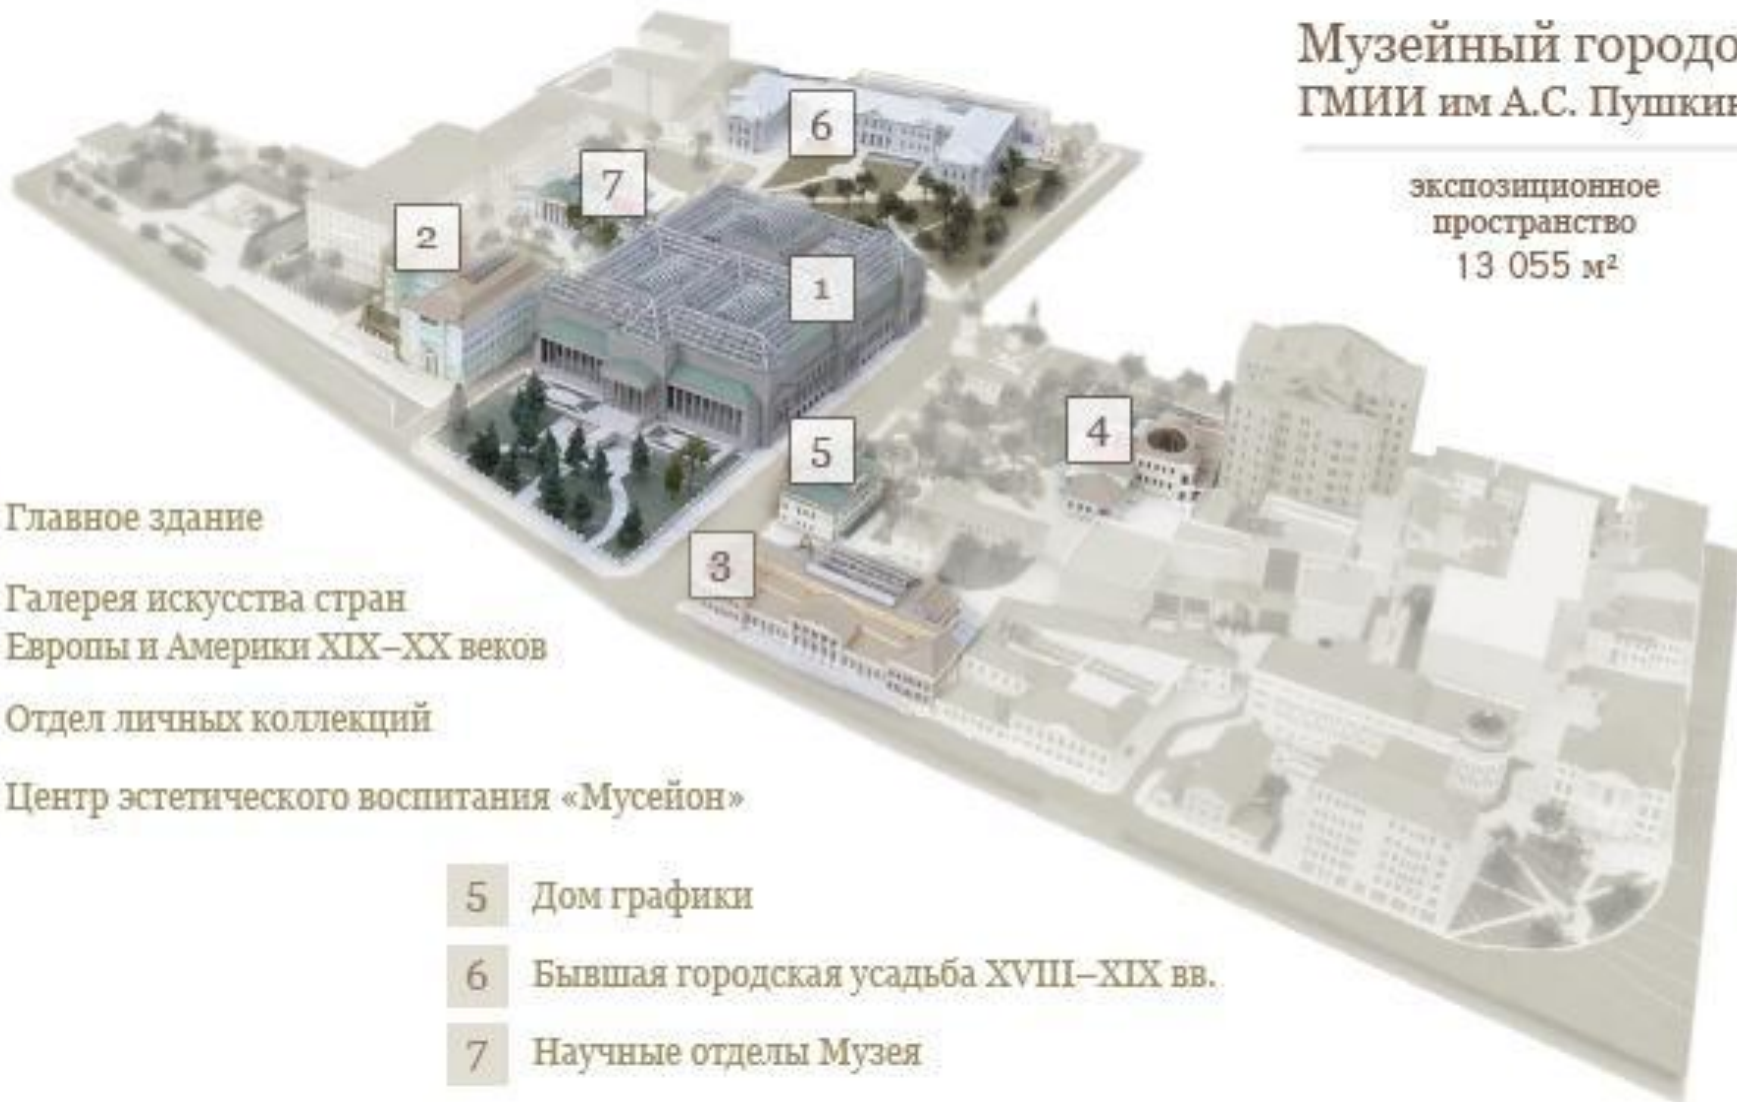 Музейный городо
ГМИИ им А.С. Пушкин
экспозиционное
пространство
13 055 м²
6
7
2
1
4
5
3
Главное здание
Галерея искусства стран
Европы и Америки XIX–XX веков
Отдел личных коллекций
Центр эстетического воспитания «Мусейон»
5 Дом графики
6 Бывшая городская усадьба XVIII–XIX вв.
7 Научные отделы Музея